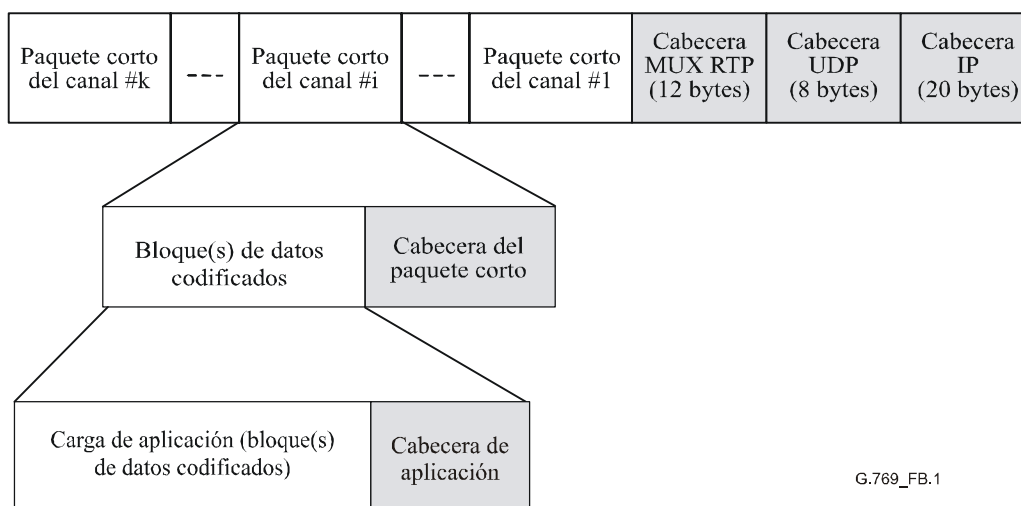 Paquete corto
del canal #k
---
Paquete corto
del canal #i
---
Paquete corto
del canal #1
Cabecera
MUX RTP
(12 bytes)
Cabecera
UDP
(8 bytes)
Cabecera
IP
(20 bytes)
Bloque(s) de datos
codificados
Cabecera del
paquete corto
Carga de aplicación (bloque(s)
de datos codificados)
Cabecera de
aplicación
G.769_FB.1